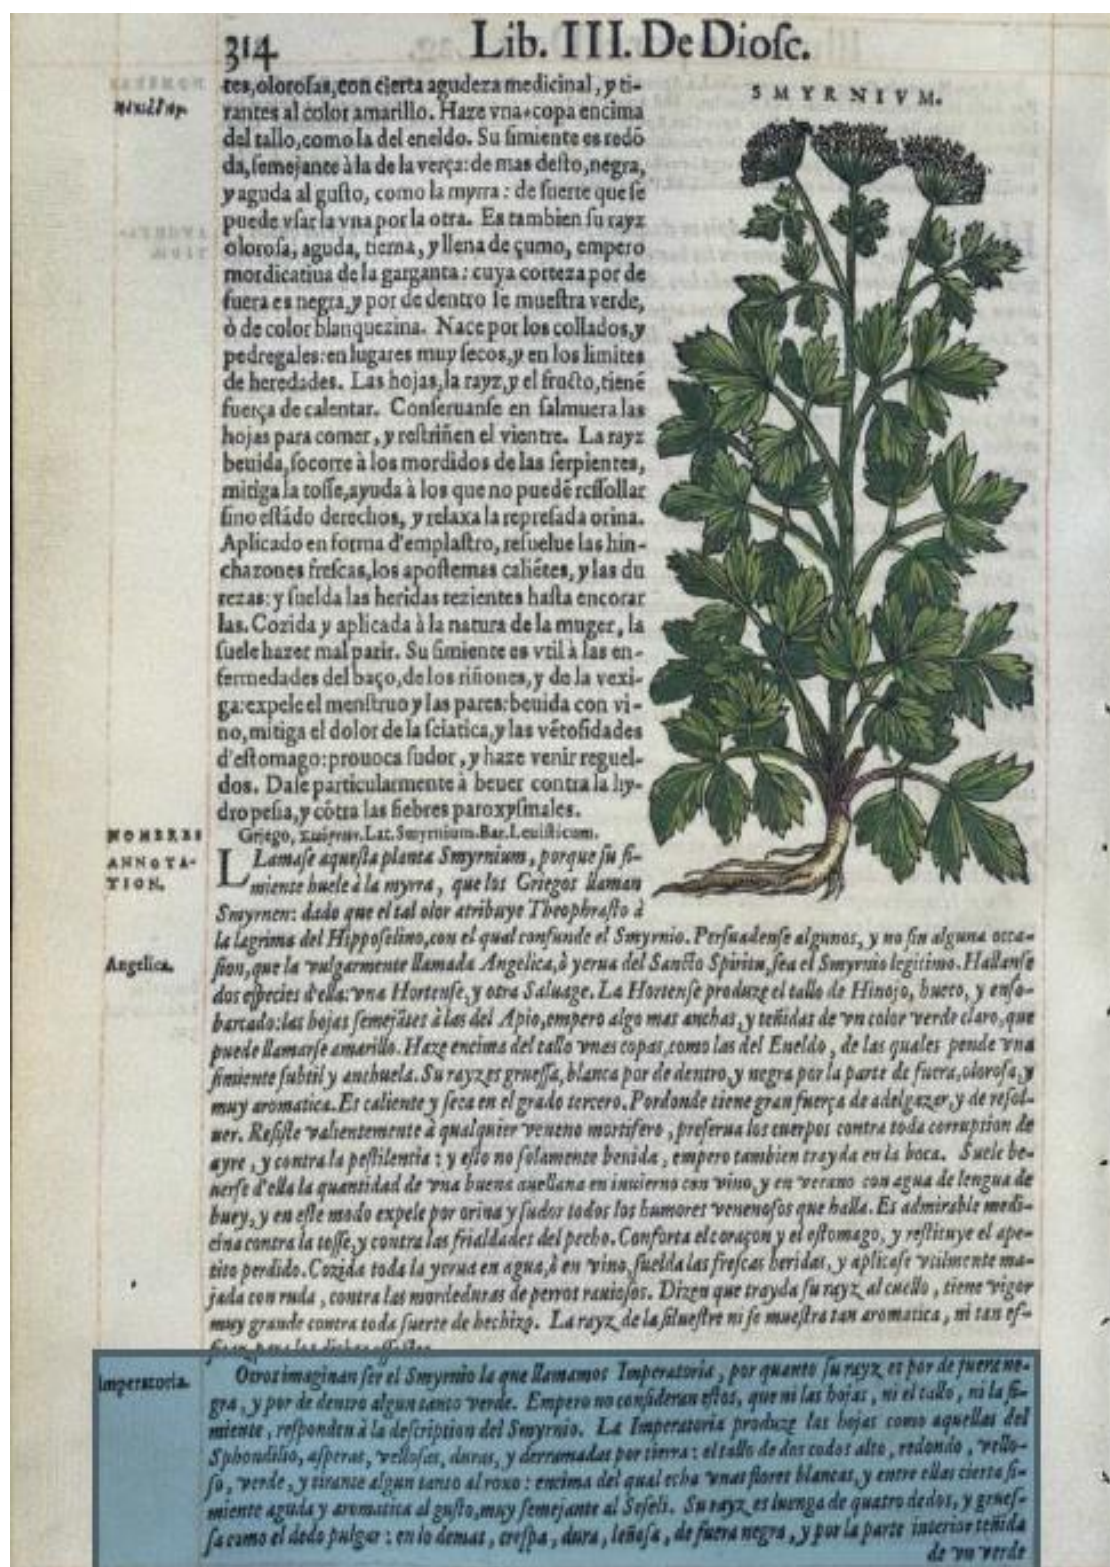 314
Lib. III. De Diosc.
SMYRNIVM.
tes, olorosas, con cierta agudeza medicinal, y ti-
rantes al color amarillo. Haze vna copa encima
del tallo, como la del eneldo. Su simiente es redō
da, semejante à la de la verça: de mas desto, negra,
y aguda al gusto, como la myrra: de suerte que se
puede vsar la vna por la otra. Es tambien su rayz
olorosa, aguda, tierna, y llena de çumo, empero
mordicatiua de la garganta: cuya corteza por de
fuera es negra, y por de dentro se muestra verde,
ò de color blanquezina. Nace por los collados, y
pedregales: en lugares muy secos, y en los limites
de heredades. Las hojas, la rayz, y el fructo, tienē
fuerça de calentar. Conseruanse en salmuera las
hojas para comer, y restriñen el vientre. La rayz
beuida, socorre à los mordidos de las serpientes,
mitiga la tosse, ayuda à los que no puedē ressollar
sino estādo derechos, y relaxa la represada orina.
Aplicado en forma d'emplastro, resuelue las hin-
chazones frescas, los apostemas caliētes, y las du
rezas: y suelda las heridas rezientes hasta encorar
las. Cozida y aplicada à la natura de la muger, la
suele hazer mal parir. Su simiente es vtil à las en-
fermedades del baço, de los riñones, y de la vexi-
ga: expele el menstruo y las pares: beuida con vi-
no, mitiga el dolor de la sciatica, y las vētosidades
d'estomago: prouoca sudor, y haze venir reguel-
dos. Dase particularmente à beuer contra la hy-
dropesia, y cōtra las fiebres paroxysmales.
NOMBRES
Griego, Lat. Smyrnium. Bar. Leuisticum.
ANNOTA-
TION.
LLamase aquesta planta Smyrnium, porque su si-
miente huele à la myrra, que los Griegos llaman
Smyrnen: dado que el tal olor atribuye Theophrasto à
la lagrima del Hipposelino, con el qual confunde el Smyrnio. Persuadense algunos, y no sin alguna occa-
Angelica.
sion, que la vulgarmente llamada Angelica, ò yerua del Sancto Spiritu, sea el Smyrnio legitimo. Hallanse
dos especies d'ella: vna Hortense, y otra Saluage. La Hortense produze el tallo de Hinojo, hueco, y enso-
barcado: las hojas semejātes à las del Apio, empero algo mas anchas, y teñidas de vn color verde claro, que
puede llamarse amarillo. Haze encima del tallo vnas copas, como las del Eneldo, de las quales pende vna
simiente subtil y anchuela. Su rayz es gruessa, blanca por de dentro, y negra por la parte de fuera, olorosa, y
muy aromatica. Es caliente y seca en el grado tercero. Pordonde tiene gran fuerça de adelgazar, y de resol-
uer. Resiste valientemente à qualquier veneno mortifero, preserua los cuerpos contra toda corruption de
ayre, y contra la pestilentia: y esto no solamente beuida, empero tambien trayda en la boca. Suele be-
uerse d'ella la quantidad de vna buena auellana en inuierno con vino, y en verano con agua de lengua de
buey, y en este modo expele por orina y sudor todos los humores venenosos que halla. Es admirable medi-
cina contra la tosse, y contra las frialdades del pecho. Conforta el coraçon y el estomago, y restituye el ape-
tito perdido. Cozida toda la yerua en agua, ò en vino, suelda las frescas heridas, y aplicase vtilmente ma-
jada con ruda, contra las mordeduras de perros rauiosos. Dizen que trayda su rayz al cuello, tiene vigor
muy grande contra toda suerte de hechizo. La rayz de la siluestre ni se muestra tan aromatica, ni tan ef-
ficaz para los dichos effectos.
Imperatoria.
Otros imaginan ser el Smyrnio la que llamamos Imperatoria, por quanto su rayz es por de fuera ne-
gra, y por de dentro algun tanto verde. Empero no consideran estos, que ni las hojas, ni el tallo, ni la si-
miente, responden à la description del Smyrnio. La Imperatoria produze las hojas como aquellas del
Sphondilio, asperas, vellosas, duras, y derramadas por tierra: el tallo de dos codos alto, redondo, vello-
so, verde, y tirante algun tanto al roxo: encima del qual echa vnas flores blancas, y entre ellas cierta si-
miente aguda y aromatica al gusto, muy semejante al Seseli. Su rayz es luenga de quatro dedos, y grues-
sa como el dedo pulgar: en lo demas, crespa, dura, leñosa, de fuera negra, y por la parte interior teñida
de vn verde